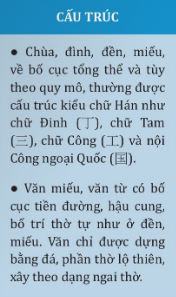 CẤU TRÚC
● Chùa, đình, đền, miếu,
về bố cục tổng thể và tùy
theo quy mô, thường được
cấu trúc kiểu chữ Hán như
chữ Đinh (丁), chữ Tam
(三), chữ Công (工) và nội
Công ngoại Quốc (国).
● Văn miếu, văn từ có bố
cục tiền đường, hậu cung,
bố trí thờ tự như ở đền,
miếu. Văn chỉ được dựng
bằng đá, phần thờ lộ thiên,
xây theo dạng ngai thờ.